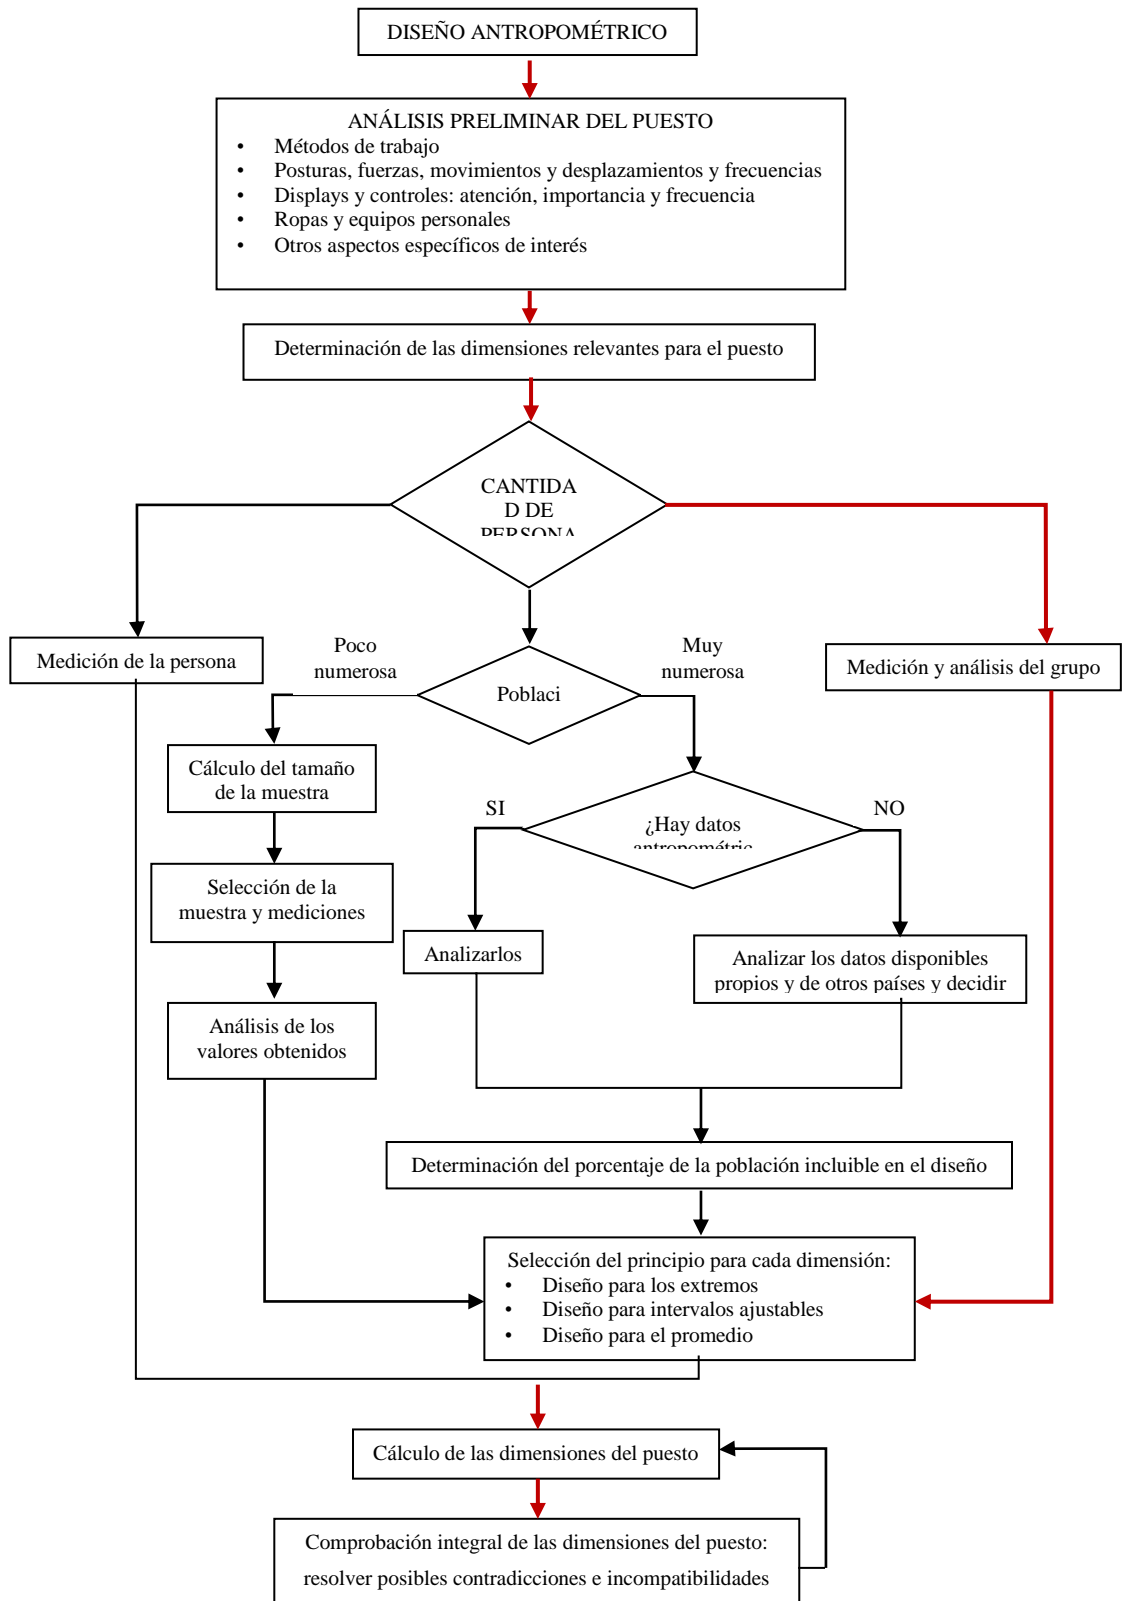 DISEÑO ANTROPOMÉTRICO
ANÁLISIS PRELIMINAR DEL PUESTO
• Métodos de trabajo
• Posturas, fuerzas, movimientos y desplazamientos y frecuencias
• Displays y controles: atención, importancia y frecuencia
• Ropas y equipos personales
• Otros aspectos específicos de interés
Determinación de las dimensiones relevantes para el puesto
CANTIDA
D DE
PERSONA
Medición de la persona
Poco
numerosa
Muy
numerosa
Medición y análisis del grupo
Poblaci
Cálculo del tamaño
de la muestra
SI
NO
¿Hay datos
antropométric
Selección de la
muestra y mediciones
Analizarlos
Analizar los datos disponibles
propios y de otros países y decidir
Análisis de los
valores obtenidos
Determinación del porcentaje de la población incluible en el diseño
Selección del principio para cada dimensión:
• Diseño para los extremos
• Diseño para intervalos ajustables
• Diseño para el promedio
Cálculo de las dimensiones del puesto
Comprobación integral de las dimensiones del puesto:
resolver posibles contradicciones e incompatibilidades